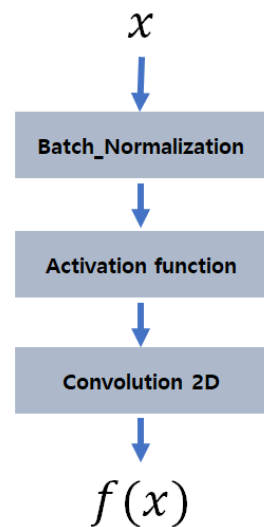 x
Batch_Normalization
Activation function
Convolution 2D
f(x)